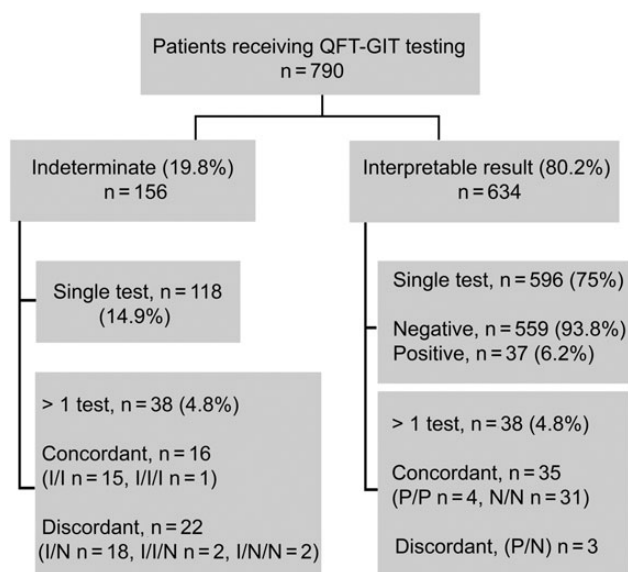 Patients receiving QFT-GIT testing
n = 790
Indeterminate (19.8%)
n = 156
Interpretable result (80.2%)
n = 634
Single test, n = 118
(14.9%)
Single test, n = 596 (75%)
Negative, n = 559 (93.8%)
Positive, n = 37 (6.2%)
> 1 test, n = 38 (4.8%)
Concordant, n = 16
(I/I n = 15, I/I/I n = 1)
Discordant, n = 22
(I/N n = 18, I/I/N n = 2, I/N/N = 2)
> 1 test, n = 38 (4.8%)
Concordant, n = 35
(P/P n = 4, N/N n = 31)
Discordant, (P/N) n = 3